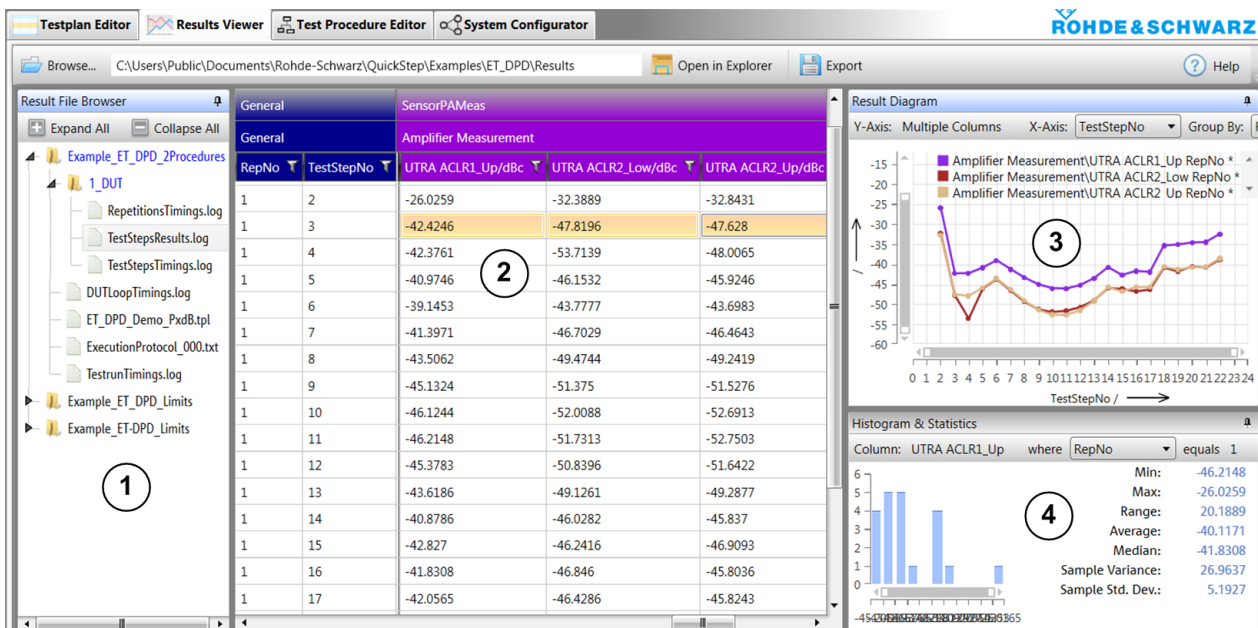 Testplan Editor Results Viewer Test Procedure Editor System Configurator
ROHDE&SCHWARZ
Browse... C:\Users\Public\Documents\Rohde-Schwarz\QuickStep\Examples\ET_DPD\Results Open in Explorer Export Help
Result File Browser
Expand All Collapse All
Example_ET_DPD_2Procedures
1_DUT
RepetitionsTimings.log
TestStepsResults.log
TestStepsTimings.log
DUTLoopTimings.log
ET_DPD_Demo_PxdB.tpl
ExecutionProtocol_000.txt
TestrunTimings.log
Example_ET_DPD_Limits
Example_ET-DPD_Limits
1
General SensorPAMeas
General Amplifier Measurement
RepNo TestStepNo UTRA ACLR1_Up/dBc UTRA ACLR2_Low/dBc UTRA ACLR2_Up/dBc
1 2 -26.0259 -32.3889 -32.8431
1 3 -42.4246 -47.8196 -47.628
1 4 -42.3761 -53.7139 -48.0065
1 5 -40.9746 -46.1532 -45.9246
1 6 -39.1453 -43.7777 -43.6983
1 7 -41.3971 -46.7029 -46.4643
1 8 -43.5062 -49.4744 -49.2419
1 9 -45.1324 -51.375 -51.5276
1 10 -46.1244 -52.0088 -52.6913
1 11 -46.2148 -51.7313 -52.7503
1 12 -45.3783 -50.8396 -51.6422
1 13 -43.6186 -49.1261 -49.2877
1 14 -40.8786 -46.0282 -45.837
1 15 -42.827 -46.2416 -46.9093
1 16 -41.8308 -46.846 -45.8036
1 17 -42.0565 -46.4286 -45.8243
2
Result Diagram
Y-Axis: Multiple Columns X-Axis: TestStepNo Group By:
Amplifier Measurement\UTRA ACLR1_Up RepNo *
Amplifier Measurement\UTRA ACLR2_Low RepNo *
Amplifier Measurement\UTRA ACLR2_Up RepNo *
-15
-20
-25
-30
-35
-40
-45
-50
-55
-60
/
3
0 1 2 3 4 5 6 7 8 9 10 11 12 13 14 15 16 17 18 19 20 21 22 23 24
TestStepNo /
Histogram & Statistics
Column: UTRA ACLR1_Up where RepNo equals 1
6
5
4
3
2
1
0
4
Min: -46.2148
Max: -26.0259
Range: 20.1889
Average: -40.1171
Median: -41.8308
Sample Variance: 26.9637
Sample Std. Dev.: 5.1927